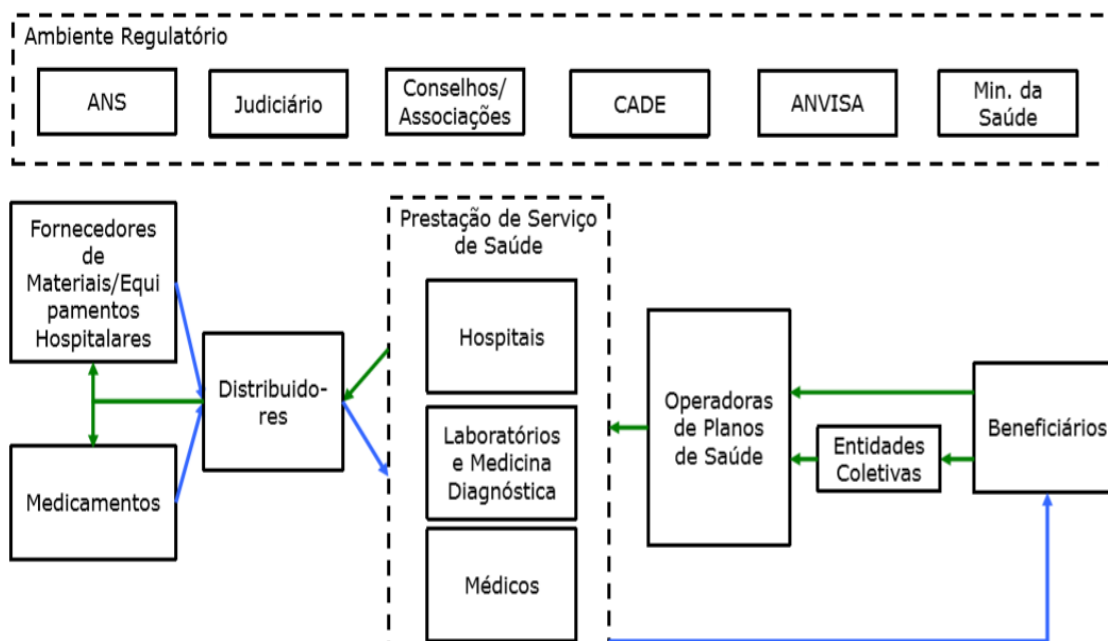 Ambiente Regulatório
ANS
Judiciário
Conselhos/
Associações
CADE
ANVISA
Min. da
Saúde
Fornecedores
de
Materiais/Equi
pamentos
Hospitalares
Medicamentos
Distribuido-
res
Prestação de Serviço
de Saúde
Hospitais
Laboratórios
e Medicina
Diagnóstica
Médicos
Operadoras
de Planos
de Saúde
Entidades
Coletivas
Beneficiários